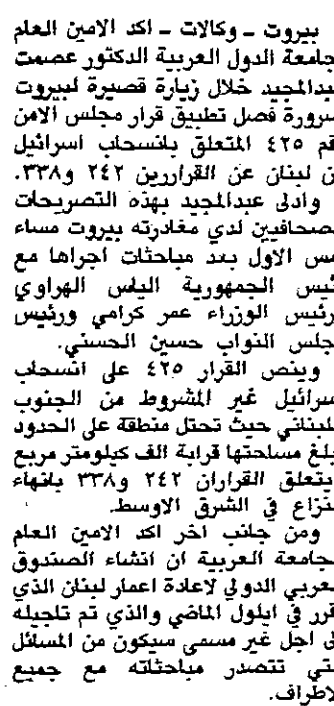 بيروت ـ وكالات ـ اكد الامين العام
لجامعة الدول العربية الدكتور عصمت
عبدالمجيد خلال زيارة قصيرة لبيروت
ضرورة فصل تطبيق قرار مجلس الامن
رقم ٤٢٥ المتعلق بانسحاب اسرائيل
من لبنان عن القرارين ٢٤٢ و٣٣٨.
وادلى عبدالمجيد بهذه التصريحات
لصحافيين لدي مغادرته بيروت مساء
امس الاول بعد مباحثات اجراها مع
رئيس الجمهورية الياس الهراوي
ورئيس الوزراء عمر كرامي ورئيس
مجلس النواب حسين الحسني.
وينص القرار ٤٢٥ على انسحاب
اسرائيل غير المشروط من الجنوب
اللبناني حيث تحتل منطقة على الحدود
تبلغ مساحتها قرابة الف كيلومتر مربع
ويتعلق القراران ٢٤٢ و٣٣٨ بانهاء
النزاع في الشرق الاوسط.
ومن جانب اخر اكد الامين العام
للجامعة العربية ان انشاء الصندوق
العربي الدولي لاعادة اعمار لبنان الذي
تقرر في ايلول الماضي والذي تم تاجيله
الى اجل غير مسمى سيكون من المسائل
التي تتصدر مباحثاته مع جميع
الاطراف.